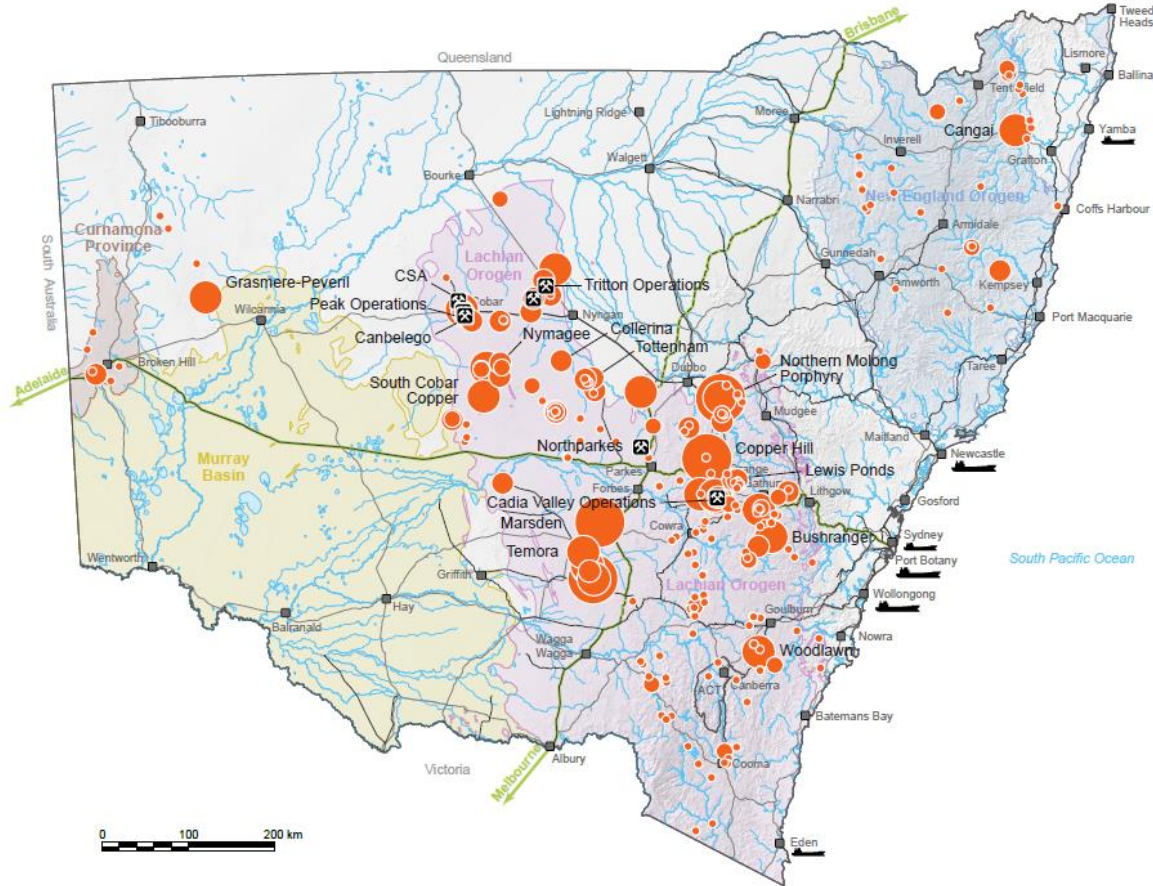 Brisbane
Tweed
Heads
Queensland
Lismore
Ballina
Lightning Ridge
Moree
Tibooburra
Cangai
Yamba
Inverell
Grafton
Walgett
Bourke
New England Orogen
Narrabri
Coffs Harbour
Armidale
South Australia
Curnamona
Province
Lachlan
Orogen
Gunnedah
CSA
Tamworth
Kempsey
Grasmere-Peveril
Tritton Operations
Peak Operations
Wilcannia
Nyngan
Port Macquarie
Canbelego
Collerina
Nymagee
Tottenham
Broken Hill
Taree
Dubbo
Northern Molong
Porphyry
Adelaide
South Cobar
Copper
Mudgee
Maitland
Northparkes
Newcastle
Copper Hill
Murray
Basin
Parkes
Lewis Ponds
Forbes
Lithgow
Cadia Valley Operations
Gosford
Marsden
Cowra
Bushranger
Sydney
Port Botany
Temora
South Pacific Ocean
Wentworth
Griffith
Lachlan Orogen
Wollongong
Hay
Balranald
Goulburn
Nowra
Wagga
Wagga
Woodlawn
ACT
Canberra
Batemans Bay
Albury
Victoria
Cooma
Melbourne
0 100 200 km
Eden